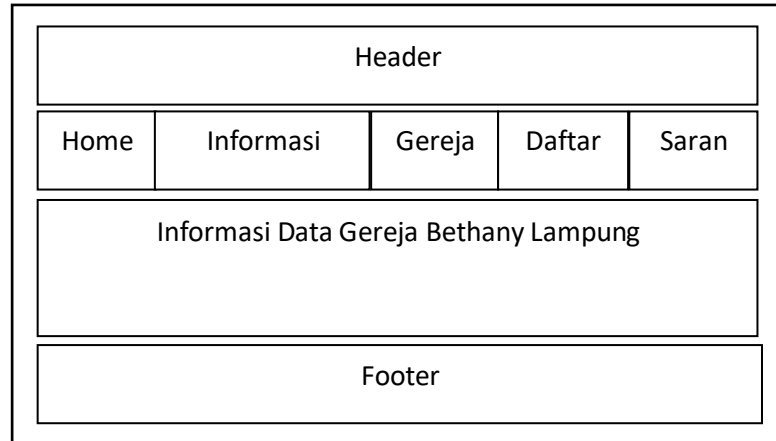 Header
Home Informasi Gereja Daftar Saran
Informasi Data Gereja Bethany Lampung
Footer